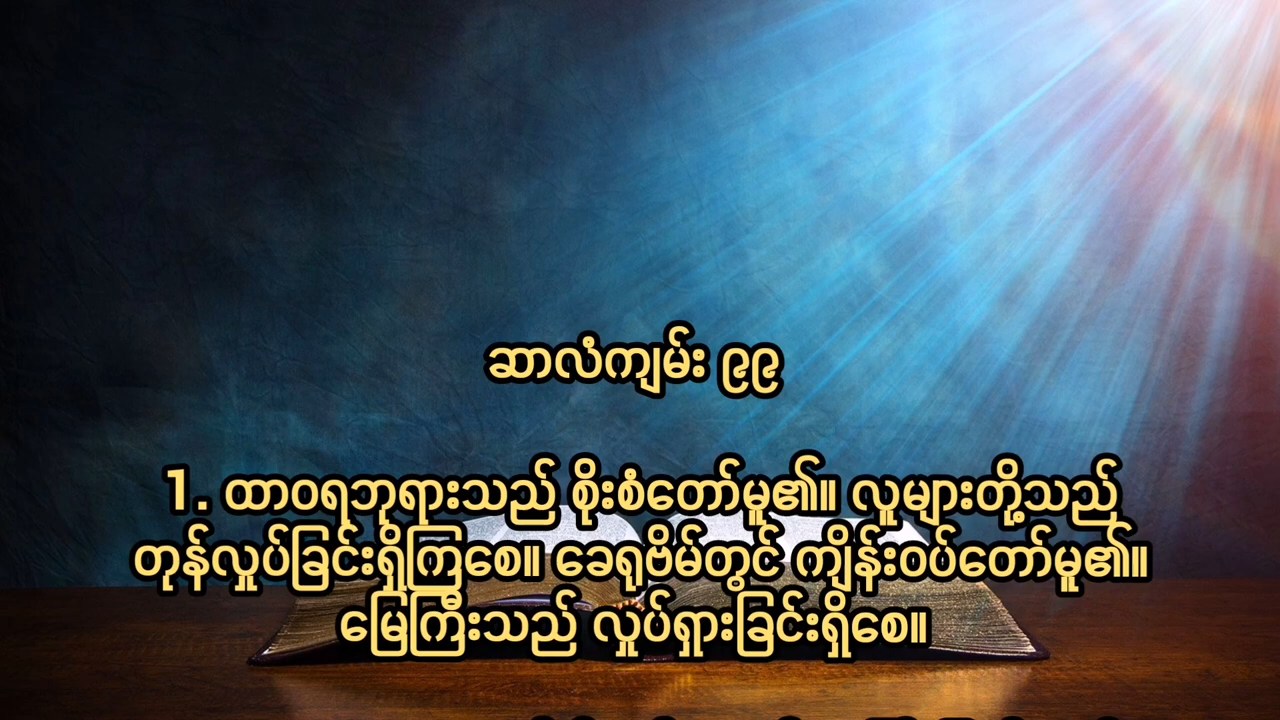 ဆာလံကျမ်း ၉၉
1. ထာဝရဘုရားသည် စိုးစံတော်မူ၏။ လူများတို့သည်
တုန်လှုပ်ခြင်းရှိကြစေ။ ခေရုဗိမ်တွင် ကျိန်းဝပ်တော်မူ၏။
မြေကြီးသည် လှုပ်ရှားခြင်းရှိစေ။